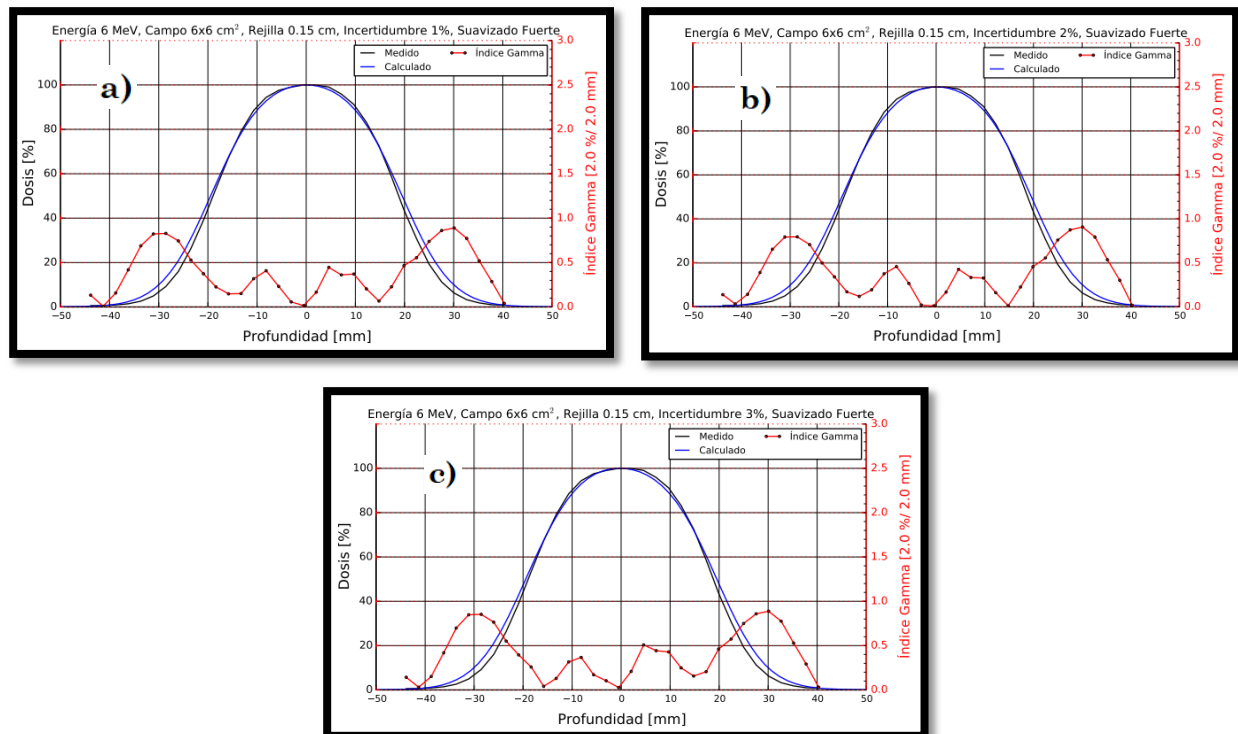 Energía 6 MeV, Campo 6x6 cm², Rejilla 0.15 cm, Incertidumbre 1%, Suavizado Fuerte
a)
Medido
Calculado
Índice Gamma
Dosis [%]
0
20
40
60
80
100
Índice Gamma [2.0 %/ 2.0 mm]
0.0
0.5
1.0
1.5
2.0
2.5
3.0
−50 −40 −30 −20 −10 0 10 20 30 40 50
Profundidad [mm]
Energía 6 MeV, Campo 6x6 cm², Rejilla 0.15 cm, Incertidumbre 2%, Suavizado Fuerte
b)
Medido
Calculado
Índice Gamma
Dosis [%]
0
20
40
60
80
100
Índice Gamma [2.0 %/ 2.0 mm]
0.0
0.5
1.0
1.5
2.0
2.5
3.0
−50 −40 −30 −20 −10 0 10 20 30 40 50
Profundidad [mm]
Energía 6 MeV, Campo 6x6 cm², Rejilla 0.15 cm, Incertidumbre 3%, Suavizado Fuerte
c)
Medido
Calculado
Índice Gamma
Dosis [%]
0
20
40
60
80
100
Índice Gamma [2.0 %/ 2.0 mm]
0.0
0.5
1.0
1.5
2.0
2.5
3.0
−50 −40 −30 −20 −10 0 10 20 30 40 50
Profundidad [mm]